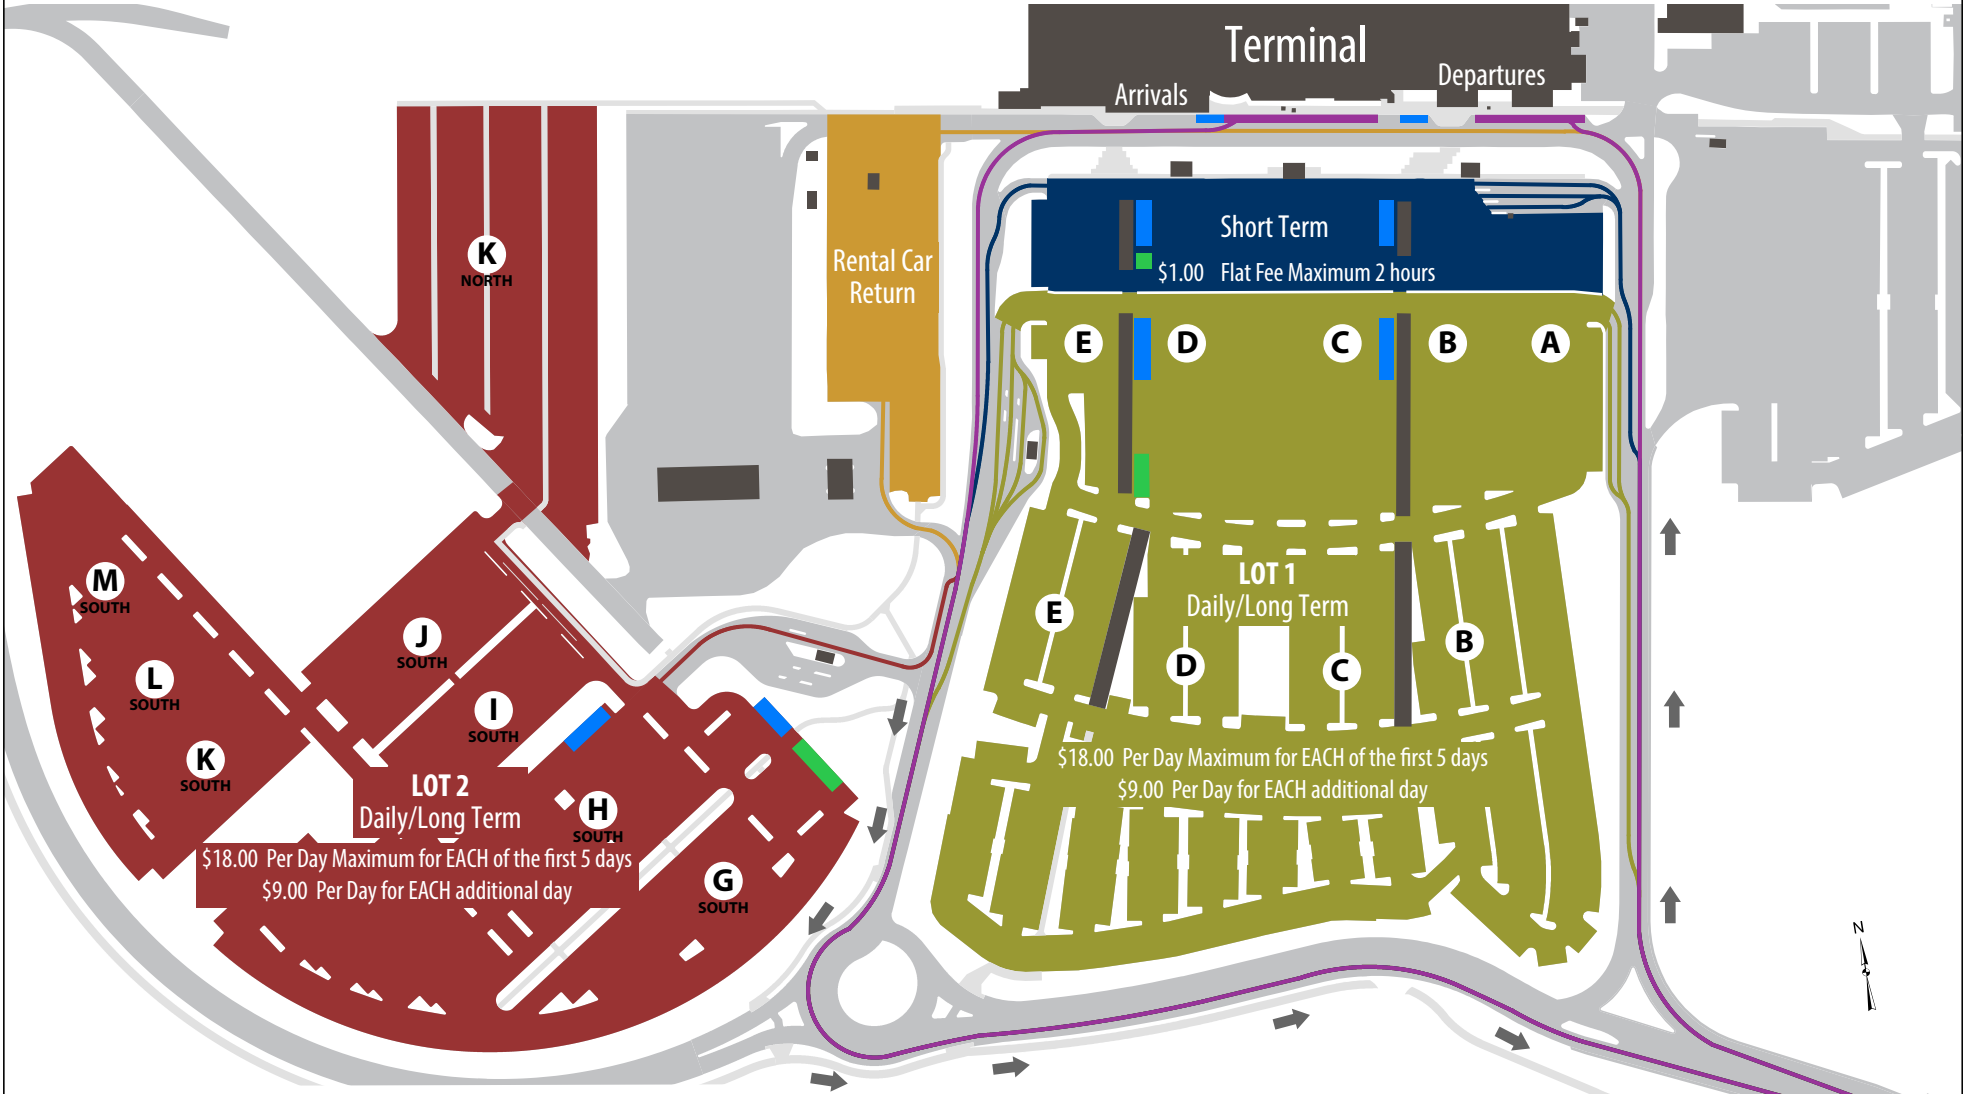 Terminal
Arrivals
Departures
Short Term
$1.00 Flat Fee Maximum 2 hours
Rental Car
Return
K
NORTH
E
D
C
B
A
LOT 1
Daily/Long Term
E
D
C
B
$18.00 Per Day Maximum for EACH of the first 5 days
$9.00 Per Day for EACH additional day
M
SOUTH
L
SOUTH
K
SOUTH
J
SOUTH
I
SOUTH
LOT 2
Daily/Long Term
H
SOUTH
G
SOUTH
$18.00 Per Day Maximum for EACH of the first 5 days
$9.00 Per Day for EACH additional day
N